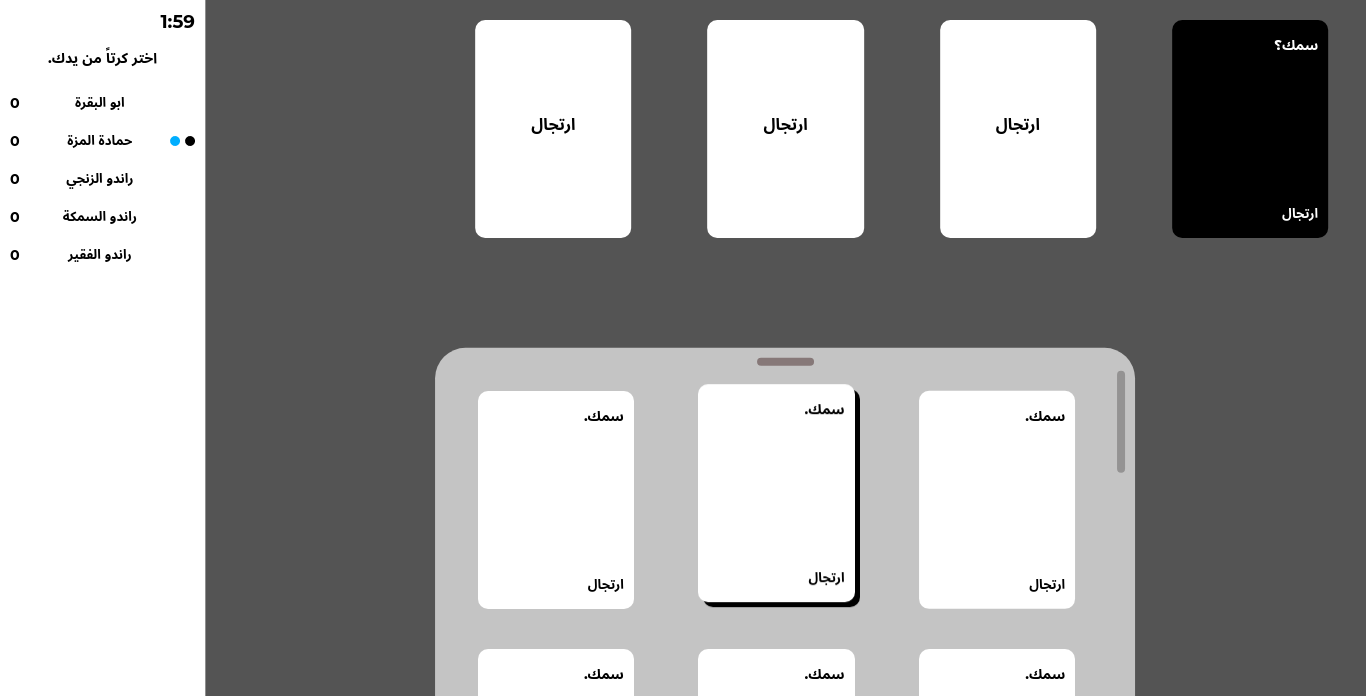 1:59
اختر كرتاً من يدك.
ابو البقرة
0
حمادة المزة
0
راندو الزنجي
0
راندو السمكة
0
راندو الفقير
0
سمك؟
ارتجال
ارتجال
ارتجال
ارتجال
سمك.
ارتجال
سمك.
ارتجال
سمك.
ارتجال
سمك.
سمك.
سمك.